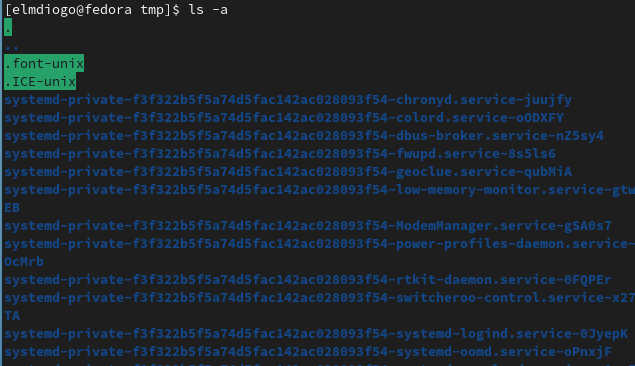 [elmdiogo@fedora tmp]$ ls -a
.
..
.font-unix
.ICE-unix
systemd-private-f3f322b5f5a74d5fac142ac028093f54-chronyd.service-juujfy
systemd-private-f3f322b5f5a74d5fac142ac028093f54-colord.service-oODXFY
systemd-private-f3f322b5f5a74d5fac142ac028093f54-dbus-broker.service-nZ5sy4
systemd-private-f3f322b5f5a74d5fac142ac028093f54-fwupd.service-8s5ls6
systemd-private-f3f322b5f5a74d5fac142ac028093f54-geoclue.service-qubMiA
systemd-private-f3f322b5f5a74d5fac142ac028093f54-low-memory-monitor.service-gtw
EB
systemd-private-f3f322b5f5a74d5fac142ac028093f54-ModemManager.service-gSA0s7
systemd-private-f3f322b5f5a74d5fac142ac028093f54-power-profiles-daemon.service-
OcMrb
systemd-private-f3f322b5f5a74d5fac142ac028093f54-rtkit-daemon.service-0FQPEr
systemd-private-f3f322b5f5a74d5fac142ac028093f54-switcheroo-control.service-x27
TA
systemd-private-f3f322b5f5a74d5fac142ac028093f54-systemd-logind.service-0JyepK
systemd-private-f3f322b5f5a74d5fac142ac028093f54-systemd-oomd.service-oPnxjF